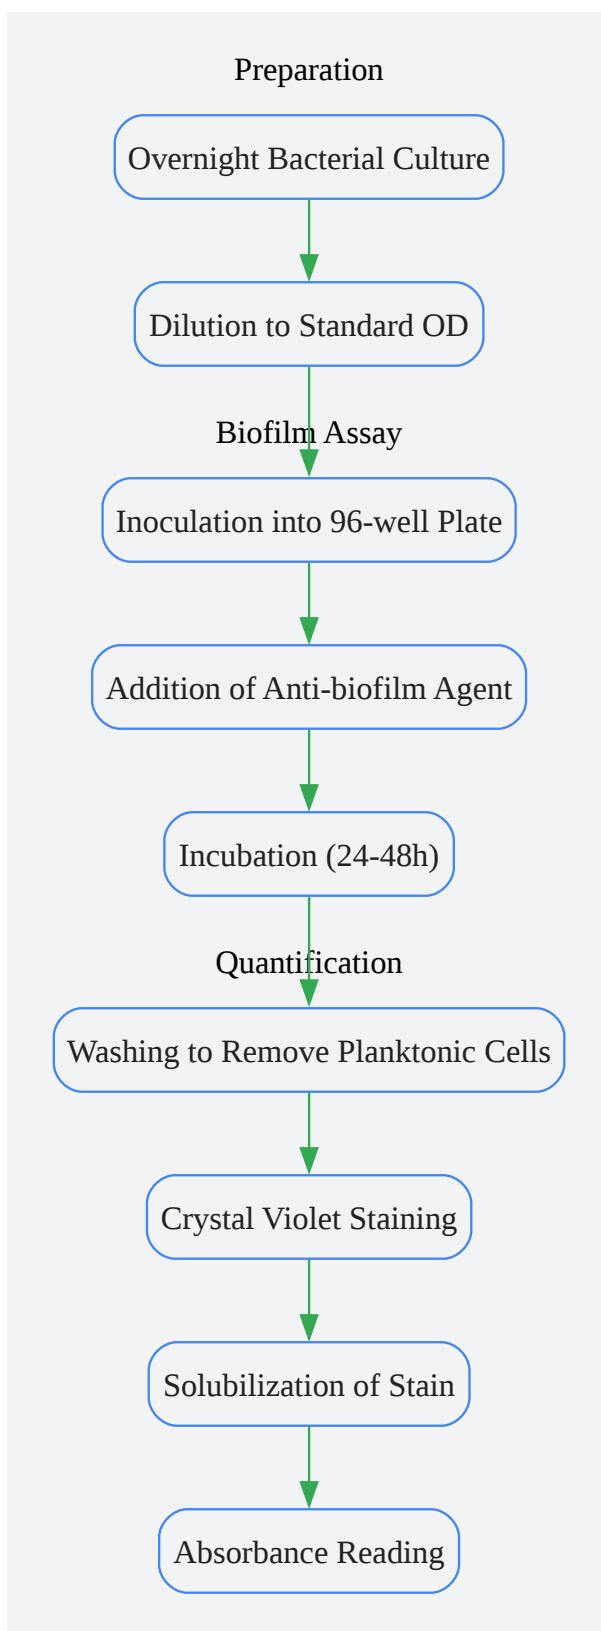 Preparation
Overnight Bacterial Culture
Dilution to Standard OD
Biofilm Assay
Inoculation into 96-well Plate
Addition of Anti-biofilm Agent
Incubation (24-48h)
Quantification
Washing to Remove Planktonic Cells
Crystal Violet Staining
Solubilization of Stain
Absorbance Reading